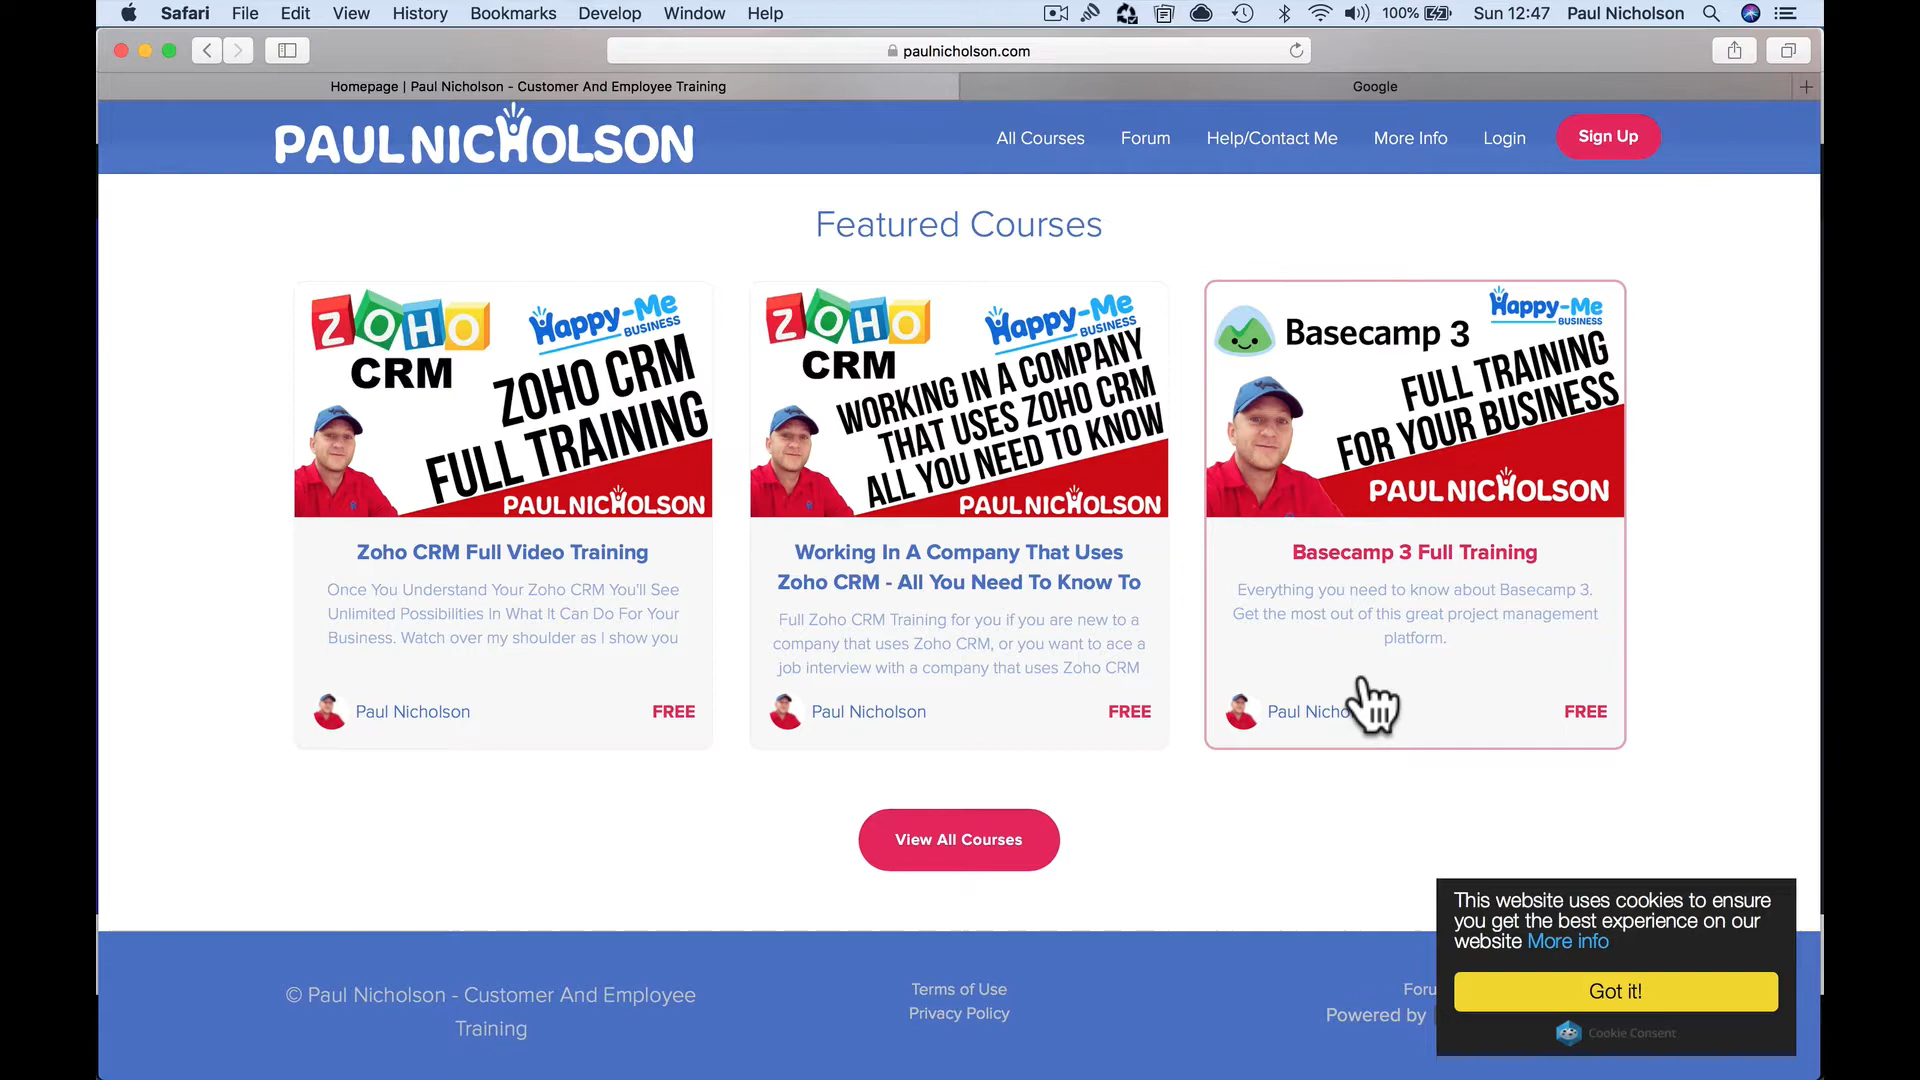 Safari File Edit View History Bookmarks Develop Window Help 100% Sun 12:47 Paul Nicholson
paulnicholson.com
Homepage | Paul Nicholson - Customer And Employee Training
Google
PAUL NICHOLSON
All Courses Forum Help/Contact Me More Info Login Sign Up
Featured Courses
ZOHO
CRM
Happy-Me
BUSINESS
ZOHO CRM
FULL TRAINING
PAUL NICHOLSON
Zoho CRM Full Video Training
Once You Understand Your Zoho CRM You'll See
Unlimited Possibilities In What It Can Do For Your
Business. Watch over my shoulder as I show you
Paul Nicholson FREE
ZOHO
CRM
Happy-Me
BUSINESS
WORKING IN A COMPANY
THAT USES ZOHO CRM
ALL YOU NEED TO KNOW
PAUL NICHOLSON
Working In A Company That Uses
Zoho CRM - All You Need To Know To
Full Zoho CRM Training for you if you are new to a
company that uses Zoho CRM, or you want to ace a
job interview with a company that uses Zoho CRM
Paul Nicholson FREE
Basecamp 3
Happy-Me
BUSINESS
FULL TRAINING
FOR YOUR BUSINESS
PAUL NICHOLSON
Basecamp 3 Full Training
Everything you need to know about Basecamp 3.
Get the most out of this great project management
platform.
Paul Nicho FREE
View All Courses
© Paul Nicholson - Customer And Employee
Training
Terms of Use
Privacy Policy
Foru
Powered by
This website uses cookies to ensure
you get the best experience on our
website More info
Got it!
Cookie Consent